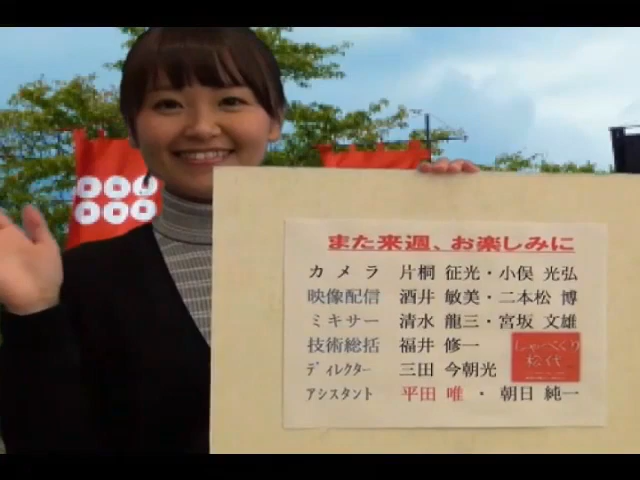 また来週、お楽しみに
カメラ 片桐 征光・小俣 光弘
映像配信 酒井 敏美・二本松 博
ミキサー 清水 龍三・宮坂 文雄
技術総括 福井 修一
ディレクター 三田 今朝光
アシスタント 平田 唯・朝日 純一
しゃべくり
松代